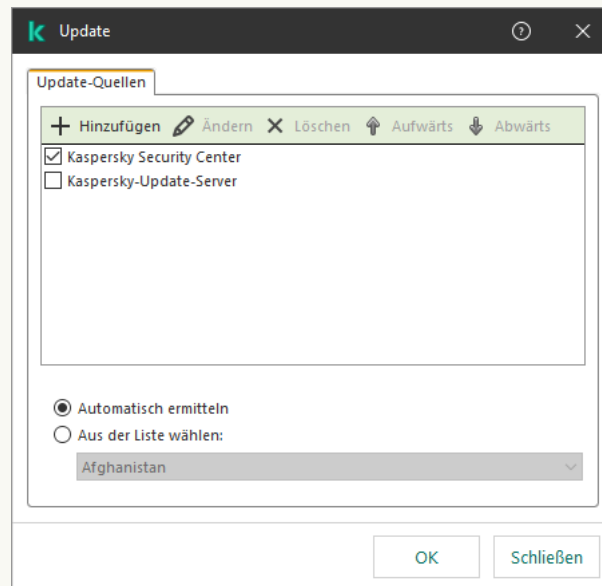 Update
Update-Quellen
Hinzufügen Ändern Löschen Aufwärts Abwärts
Kaspersky Security Center
Kaspersky-Update-Server
Automatisch ermitteln
Aus der Liste wählen:
Afghanistan
OK Schließen